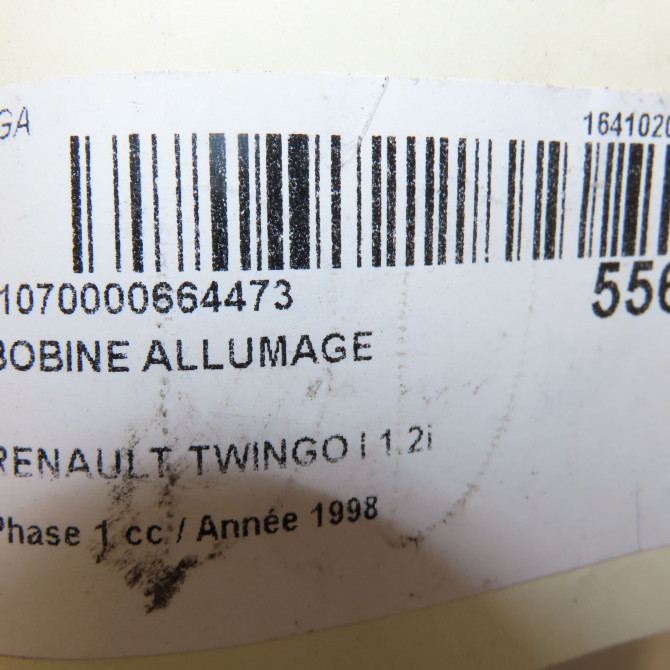 GA 1641020
1070000664473 556
BOBINE ALLUMAGE
RENAULT TWINGO I 1.2i
Phase 1 cc / Année 1998